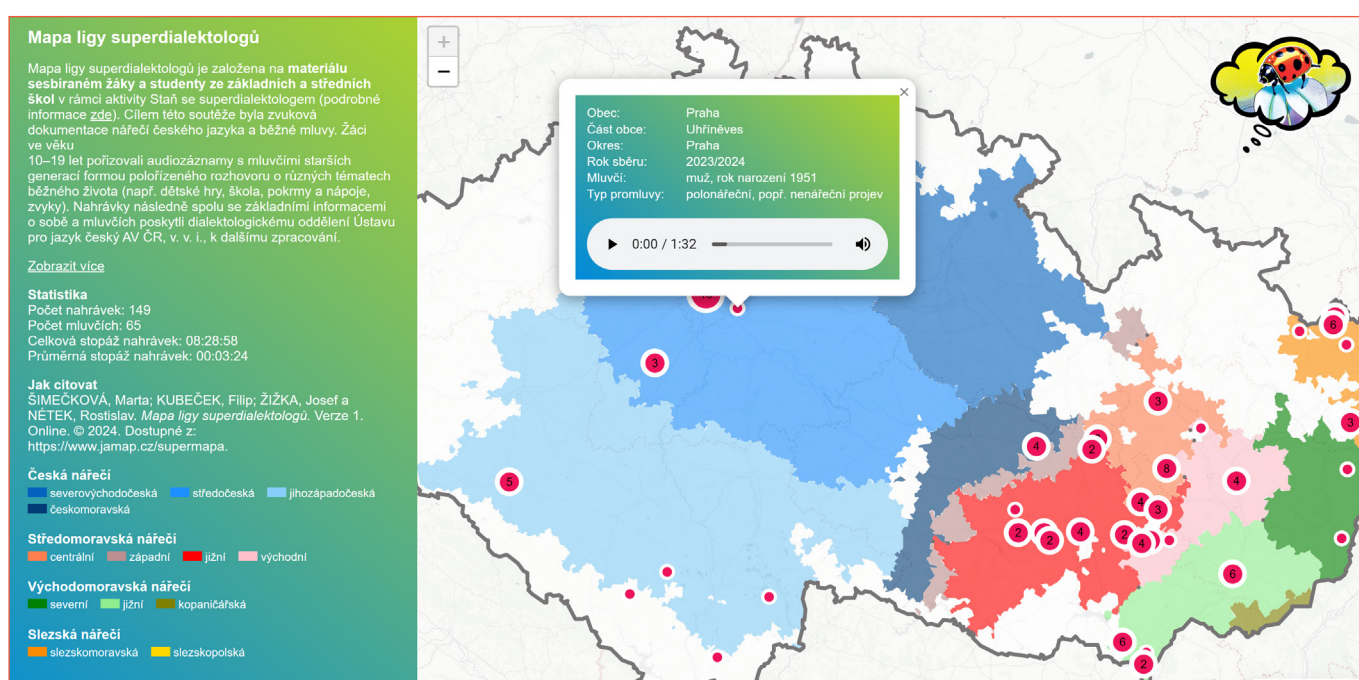 Mapa ligy superdialektologů
Mapa ligy superdialektologů je založena na materiálu
sesbíraném žáky a studenty ze základních a středních
škol v rámci aktivity Staň se superdialektologem (podrobné
informace zde). Cílem této soutěže byla zvuková
dokumentace nářečí českého jazyka a běžné mluvy. Žáci
ve věku
10–19 let pořizovali audiozáznamy s mluvčími starších
generací formou polořízeného rozhovoru o různých tématech
běžného života (např. dětské hry, škola, pokrmy a nápoje,
zvyky). Nahrávky následně spolu se základními informacemi
o sobě a mluvčích poskytli dialektologickému oddělení Ústavu
pro jazyk český AV ČR, v. v. i., k dalšímu zpracování.
Zobrazit více
Statistika
Počet nahrávek: 149
Počet mluvčích: 65
Celková stopáž nahrávek: 08:28:58
Průměrná stopáž nahrávek: 00:03:24
Jak citovat
ŠIMEČKOVÁ, Marta; KUBEČEK, Filip; ŽIŽKA, Josef a
NÉTEK, Rostislav. Mapa ligy superdialektologů. Verze 1.
Online. © 2024. Dostupné z:
https://www.jamap.cz/supermapa.
Česká nářečí
severovýchodočeská středočeská jihozápadočeská
českomoravská
Středomoravská nářečí
centrální západní jižní východní
Východomoravská nářečí
severní jižní kopaničářská
Slezská nářečí
slezskomoravská slezskopolská
+
−
×
Obec: Praha
Část obce: Uhříněves
Okres: Praha
Rok sběru: 2023/2024
Mluvčí: muž, rok narození 1951
Typ promluvy: polonářeční, popř. nenářeční projev
0:00 / 1:32
6
3
3
3
4
2
8
4
5
4
3
2
2
4
2
4
6
6
2